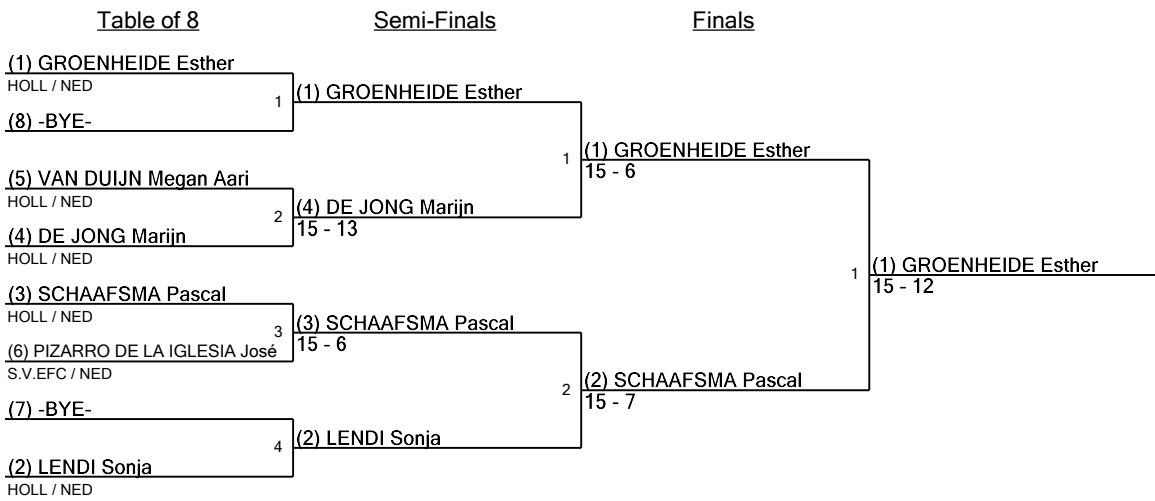 Table of 8
Semi-Finals
Finals
(1) GROENHEIDE Esther
HOLL / NED
1
(8) -BYE-
(5) VAN DUIJN Megan Aari
HOLL / NED
2
(4) DE JONG Marijn
HOLL / NED
(3) SCHAAFSMA Pascal
HOLL / NED
3
(6) PIZARRO DE LA IGLESIA José
S.V.EFC / NED
(7) -BYE-
4
(2) LENDI Sonja
HOLL / NED
(1) GROENHEIDE Esther
1
(4) DE JONG Marijn
15 - 13
(3) SCHAAFSMA Pascal
15 - 6
2
(2) LENDI Sonja
(1) GROENHEIDE Esther
15 - 6
1
(2) SCHAAFSMA Pascal
15 - 7
(1) GROENHEIDE Esther
15 - 12